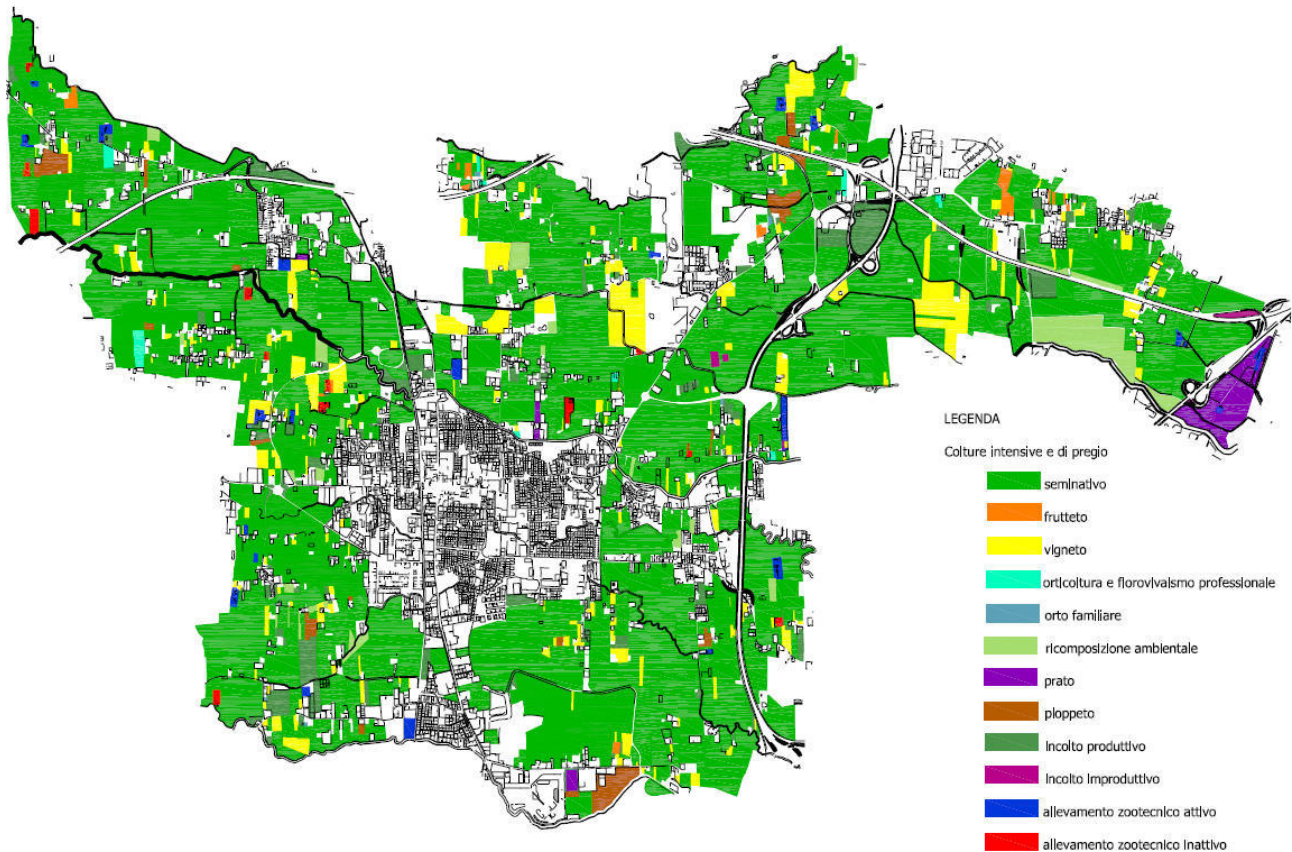 LEGENDA
Colture intensive e di pregio
seminativo
frutteto
vigneto
orticoltura e florovivaismo professionale
orto familiare
ricomposizione ambientale
prato
pioppeto
incolto produttivo
incolto improduttivo
allevamento zootecnico attivo
allevamento zootecnico inattivo